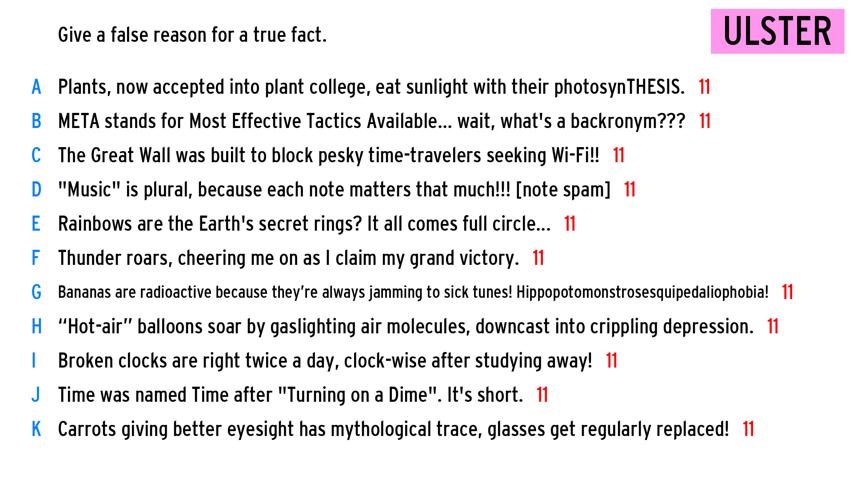 Give a false reason for a true fact.
ULSTER
A Plants, now accepted into plant college, eat sunlight with their photosynTHESIS. 11
B META stands for Most Effective Tactics Available... wait, what's a backronym??? 11
C The Great Wall was built to block pesky time-travelers seeking Wi-Fi!! 11
D "Music" is plural, because each note matters that much!!! [note spam] 11
E Rainbows are the Earth's secret rings? It all comes full circle... 11
F Thunder roars, cheering me on as I claim my grand victory. 11
G Bananas are radioactive because they’re always jamming to sick tunes! Hippopotomonstrosesquipedaliophobia! 11
H “Hot-air” balloons soar by gaslighting air molecules, downcast into crippling depression. 11
I Broken clocks are right twice a day, clock-wise after studying away! 11
J Time was named Time after "Turning on a Dime". It's short. 11
K Carrots giving better eyesight has mythological trace, glasses get regularly replaced! 11